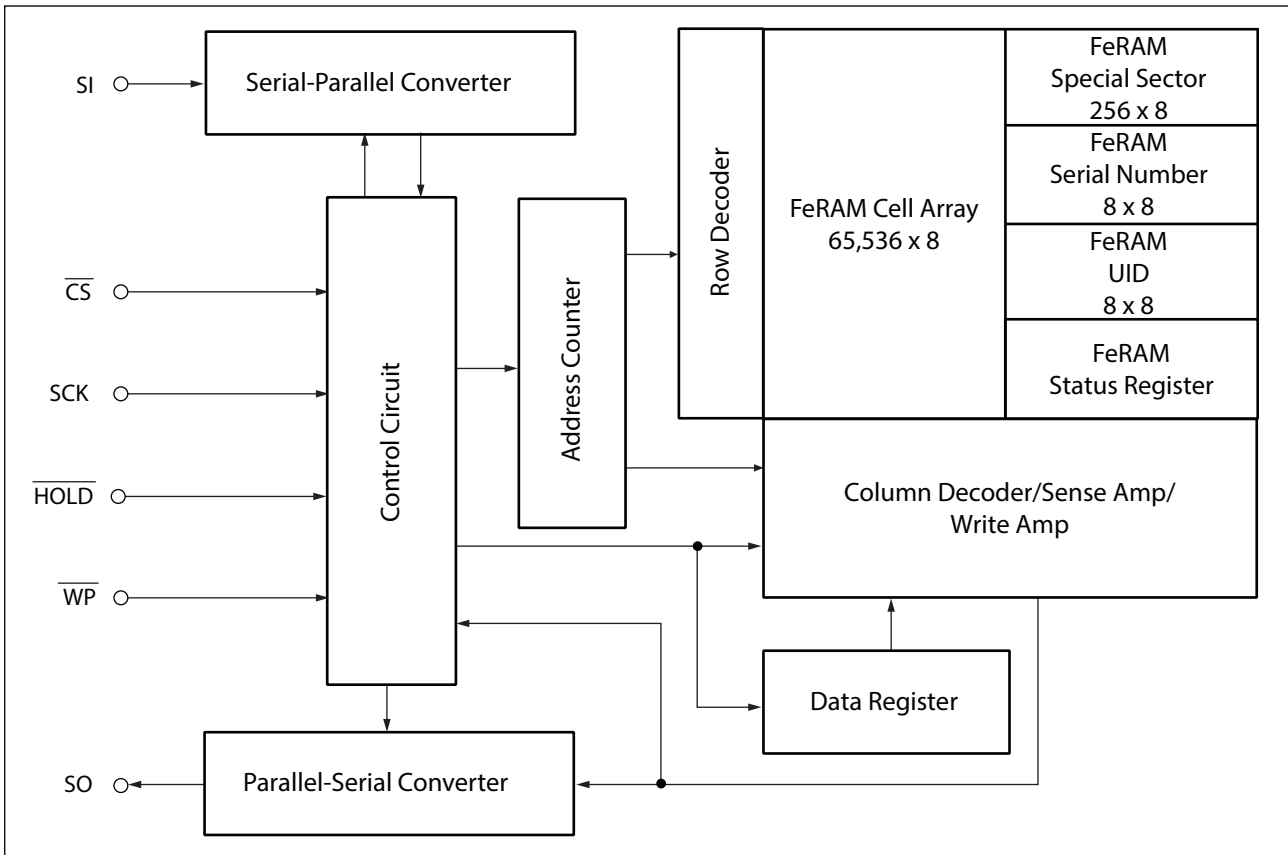 SI
Serial-Parallel Converter
CS
SCK
HOLD
WP
SO
Control Circuit
Address Counter
Row Decoder
FeRAM Cell Array
65,536 x 8
FeRAM
Special Sector
256 x 8
FeRAM
Serial Number
8 x 8
FeRAM
UID
8 x 8
FeRAM
Status Register
Column Decoder/Sense Amp/
Write Amp
Data Register
Parallel-Serial Converter